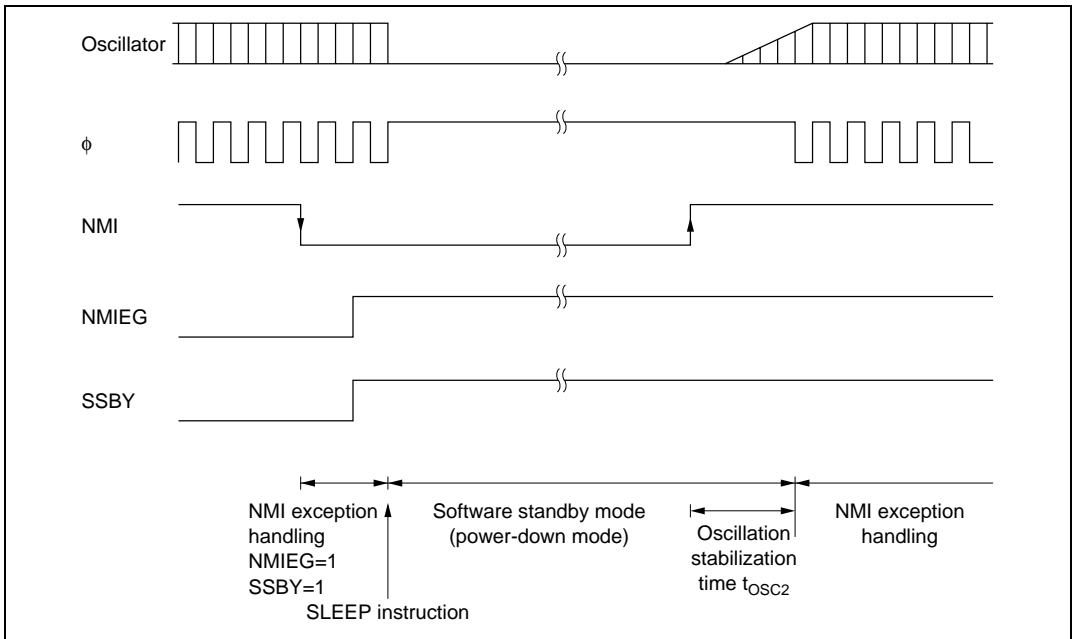 Oscillator
ϕ
NMI
NMIEG
SSBY
NMI exception
handling
NMIEG=1
SSBY=1
SLEEP instruction
Software standby mode
(power-down mode)
Oscillation
stabilization
time tOSC2
NMI exception
handling